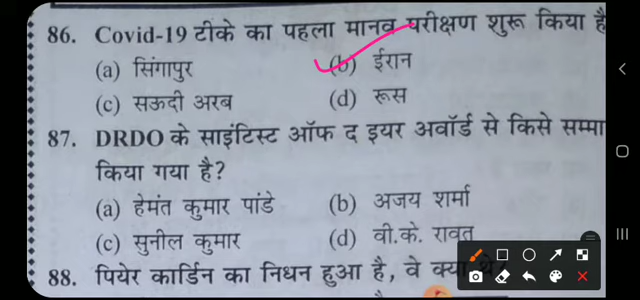 86. Covid-19 टीके का पहला मानव परीक्षण शुरू किया है
(a) सिंगापुर (b) ईरान
(c) सऊदी अरब (d) रूस
87. DRDO के साइंटिस्ट ऑफ द इयर अवॉर्ड से किसे सम्मा
किया गया है?
(a) हेमंत कुमार पांडे (b) अजय शर्मा
(c) सुनील कुमार (d) वी.के. रावत
88. पियेर कार्डिन का निधन हुआ है, वे क्या थे